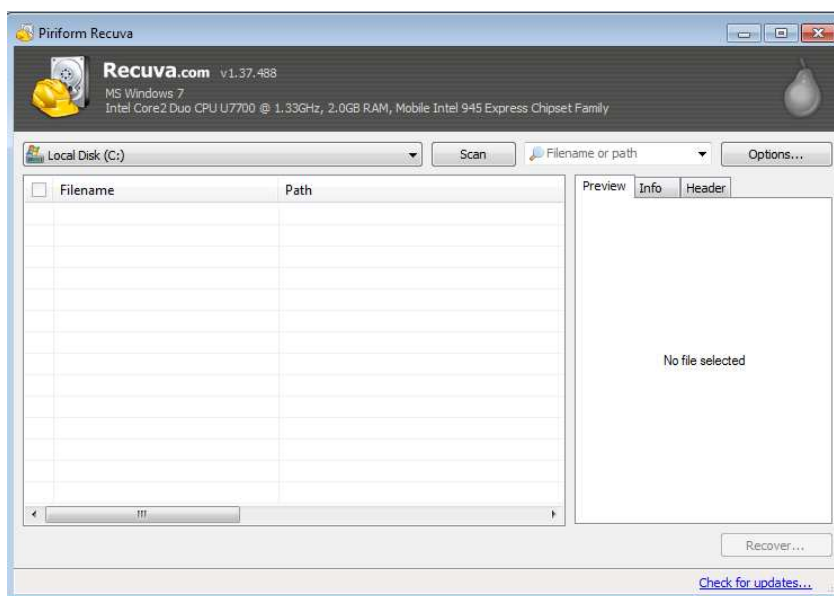 Piriform Recuva
Recuva.com v1.37.488
MS Windows 7
Intel Core2 Duo CPU U7700 @ 1.33GHz, 2.0GB RAM, Mobile Intel 945 Express Chipset Family
Local Disk (C:)
Scan
Filename or path
Options...
Filename
Path
Preview
Info
Header
No file selected
Recover...
Check for updates...